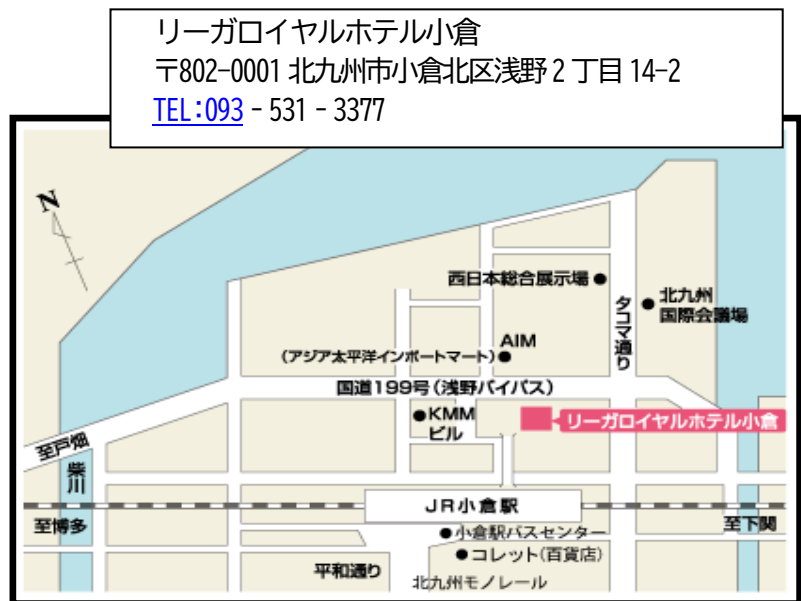 リーガロイヤルホテル小倉
〒802-0001 北九州市小倉北区浅野２丁目 14-2
TEL:093‐531‐3377
N
西日本総合展示場
北九州
国際会議場
タコマ通り
AIM
(アジア太平洋インポートマート)
国道199号(浅野バイパス)
KMM
ビル
リーガロイヤルホテル小倉
至戸畑
紫川
JR小倉駅
至博多
小倉駅バスセンター
至下関
コレット(百貨店)
平和通り
北九州モノレール